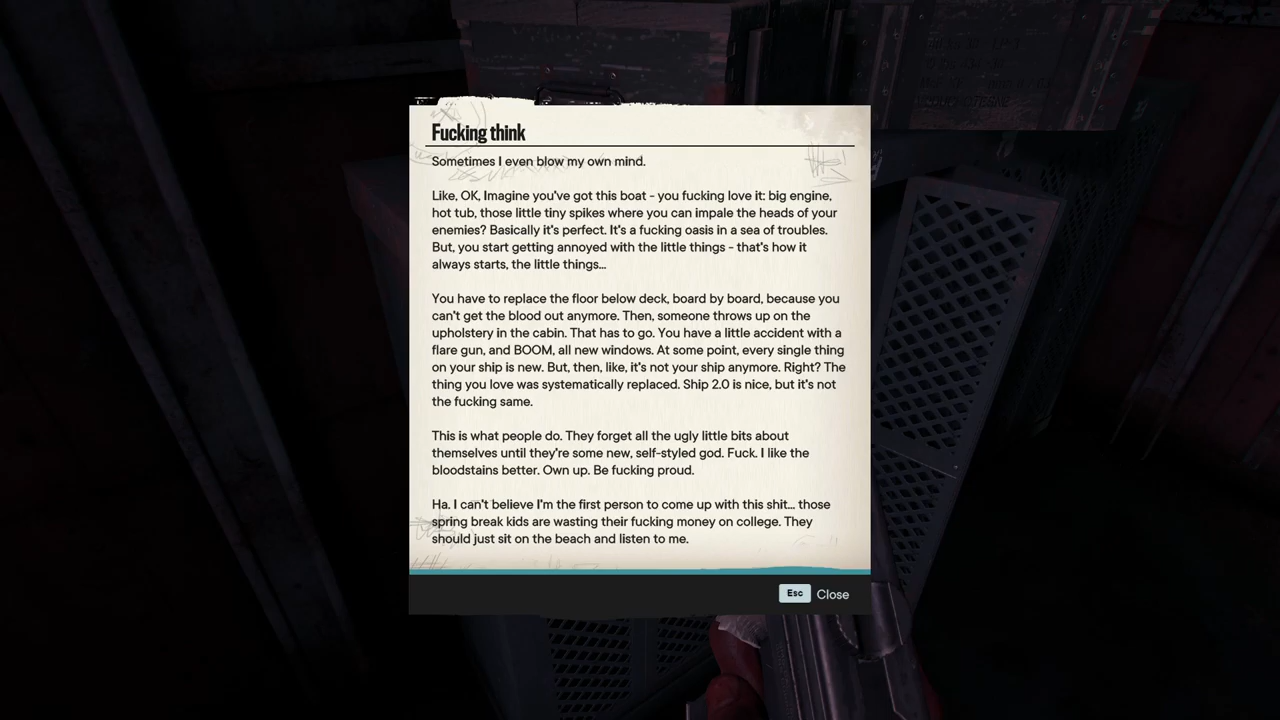 Fucking think
Sometimes I even blow my own mind.
Like, OK, Imagine you've got this boat - you fucking love it: big engine,
hot tub, those little tiny spikes where you can impale the heads of your
enemies? Basically it's perfect. It's a fucking oasis in a sea of troubles.
But, you start getting annoyed with the little things - that's how it
always starts, the little things...
You have to replace the floor below deck, board by board, because you
can't get the blood out anymore. Then, someone throws up on the
upholstery in the cabin. That has to go. You have a little accident with a
flare gun, and BOOM, all new windows. At some point, every single thing
on your ship is new. But, then, like, it's not your ship anymore. Right? The
thing you love was systematically replaced. Ship 2.0 is nice, but it's not
the fucking same.
This is what people do. They forget all the ugly little bits about
themselves until they're some new, self-styled god. Fuck. I like the
bloodstains better. Own up. Be fucking proud.
Ha. I can't believe I'm the first person to come up with this shit... those
spring break kids are wasting their fucking money on college. They
should just sit on the beach and listen to me.
Esc Close